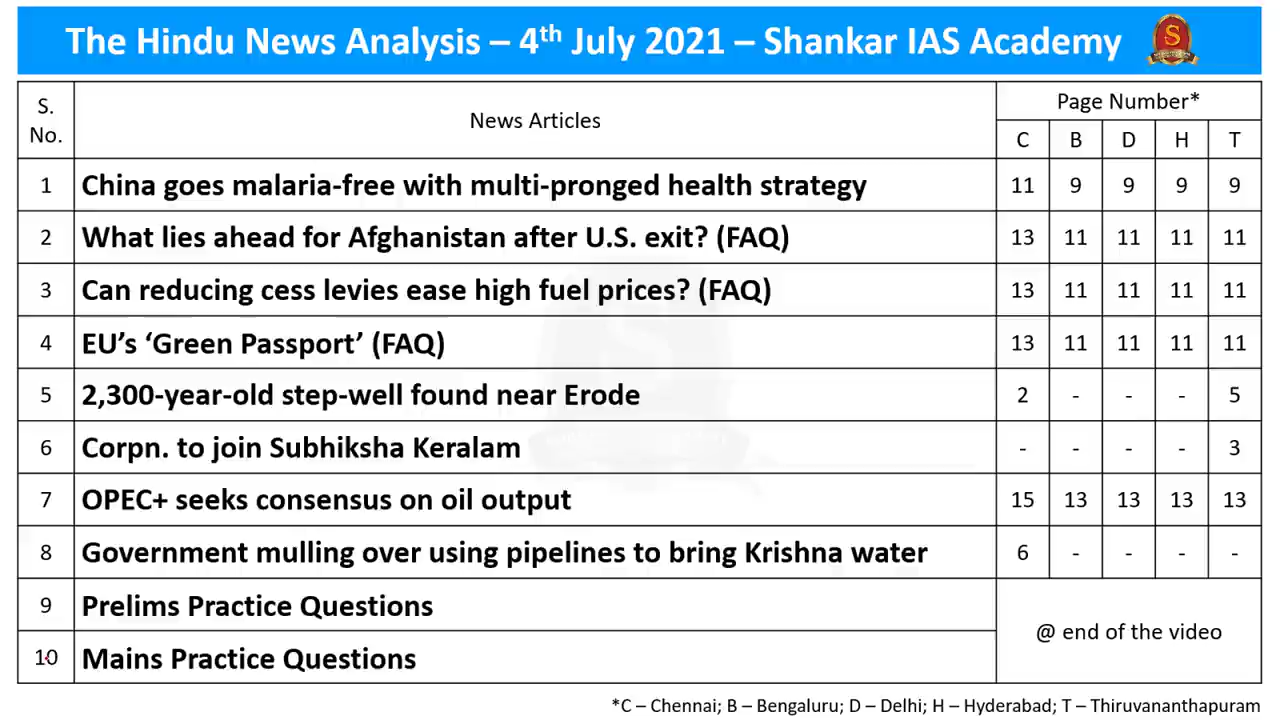 The Hindu News Analysis – 4th July 2021 – Shankar IAS Academy
S. No. News Articles Page Number*
C B D H T
1 China goes malaria-free with multi-pronged health strategy 11 9 9 9 9
2 What lies ahead for Afghanistan after U.S. exit? (FAQ) 13 11 11 11 11
3 Can reducing cess levies ease high fuel prices? (FAQ) 13 11 11 11 11
4 EU’s ‘Green Passport’ (FAQ) 13 11 11 11 11
5 2,300-year-old step-well found near Erode 2 - - - 5
6 Corpn. to join Subhiksha Keralam - - - - 3
7 OPEC+ seeks consensus on oil output 15 13 13 13 13
8 Government mulling over using pipelines to bring Krishna water 6 - - - -
9 Prelims Practice Questions
@ end of the video
10 Mains Practice Questions
*C – Chennai; B – Bengaluru; D – Delhi; H – Hyderabad; T – Thiruvananthapuram